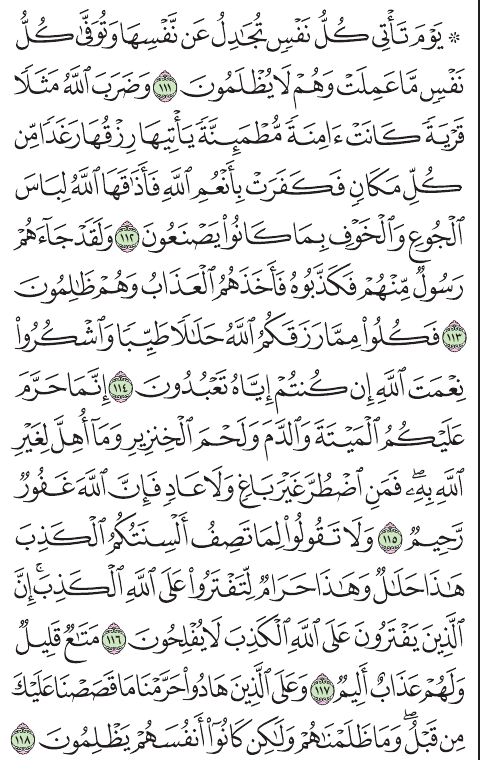 ۞ يَوْمَ تَأْتِي كُلُّ نَفْسٍ تُجَٰدِلُ عَن نَّفْسِهَا وَتُوَفَّىٰ كُلُّ
نَفْسٍ مَّا عَمِلَتْ وَهُمْ لَا يُظْلَمُونَ ١١١ وَضَرَبَ ٱللَّهُ مَثَلًا
قَرْيَةً كَانَتْ ءَامِنَةً مُّطْمَئِنَّةً يَأْتِيهَا رِزْقُهَا رَغَدًا مِّن
كُلِّ مَكَانٍ فَكَفَرَتْ بِأَنْعُمِ ٱللَّهِ فَأَذَٰقَهَا ٱللَّهُ لِبَاسَ
ٱلْجُوعِ وَٱلْخَوْفِ بِمَا كَانُوا۟ يَصْنَعُونَ ١١٢ وَلَقَدْ جَآءَهُمْ
رَسُولٌ مِّنْهُمْ فَكَذَّبُوهُ فَأَخَذَهُمُ ٱلْعَذَابُ وَهُمْ ظَٰلِمُونَ
١١٣ فَكُلُوا۟ مِمَّا رَزَقَكُمُ ٱللَّهُ حَلَٰلًا طَيِّبًا وَٱشْكُرُوا۟
نِعْمَتَ ٱللَّهِ إِن كُنتُمْ إِيَّاهُ تَعْبُدُونَ ١١٤ إِنَّمَا حَرَّمَ
عَلَيْكُمُ ٱلْمَيْتَةَ وَٱلدَّمَ وَلَحْمَ ٱلْخِنزِيرِ وَمَآ أُهِلَّ لِغَيْرِ
ٱللَّهِ بِهِۦ ۖ فَمَنِ ٱضْطُرَّ غَيْرَ بَاغٍ وَلَا عَادٍ فَإِنَّ ٱللَّهَ غَفُورٌ
رَّحِيمٌ ١١٥ وَلَا تَقُولُوا۟ لِمَا تَصِفُ أَلْسِنَتُكُمُ ٱلْكَذِبَ
هَٰذَا حَلَٰلٌ وَهَٰذَا حَرَامٌ لِّتَفْتَرُوا۟ عَلَى ٱللَّهِ ٱلْكَذِبَ ۚ إِنَّ
ٱلَّذِينَ يَفْتَرُونَ عَلَى ٱللَّهِ ٱلْكَذِبَ لَا يُفْلِحُونَ ١١٦ مَتَٰعٌ قَلِيلٌ
وَلَهُمْ عَذَابٌ أَلِيمٌ ١١٧ وَعَلَى ٱلَّذِينَ هَادُوا۟ حَرَّمْنَا مَا قَصَصْنَا عَلَيْكَ
مِن قَبْلُ ۖ وَمَا ظَلَمْنَٰهُمْ وَلَٰكِن كَانُوٓا۟ أَنفُسَهُمْ يَظْلِمُونَ ١١٨